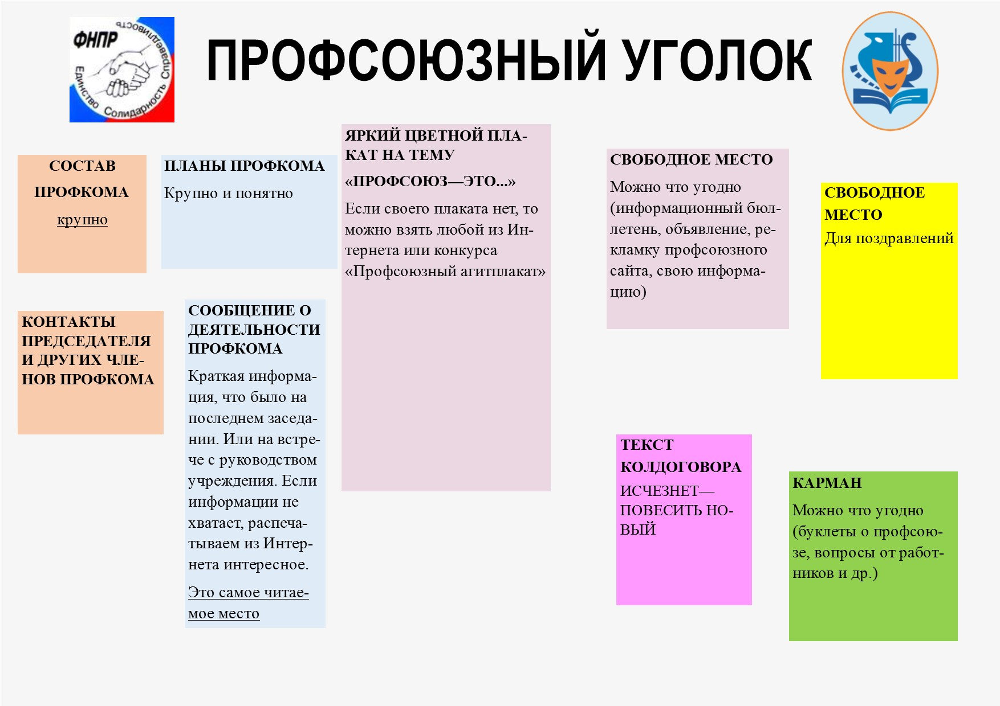 ФНПР
Единство Солидарность Справедливость
ПРОФСОЮЗНЫЙ УГОЛОК
СОСТАВ
ПРОФКОМА
крупно
ПЛАНЫ ПРОФКОМА
Крупно и понятно
ЯРКИЙ ЦВЕТНОЙ ПЛА-
КАТ НА ТЕМУ
«ПРОФСОЮЗ—ЭТО...»
Если своего плаката нет, то
можно взять любой из Ин-
тернета или конкурса
«Профсоюзный агитплакат»
СВОБОДНОЕ МЕСТО
Можно что угодно
(информационный бюл-
летень, объявление, ре-
кламку профсоюзного
сайта, свою информа-
цию)
СВОБОДНОЕ
МЕСТО
Для поздравлений
КОНТАКТЫ
ПРЕДСЕДАТЕЛЯ
И ДРУГИХ ЧЛЕ-
НОВ ПРОФКОМА
СООБЩЕНИЕ О
ДЕЯТЕЛЬНОСТИ
ПРОФКОМА
Краткая информа-
ция, что было на
последнем заседа-
нии. Или на встре-
че с руководством
учреждения. Если
информации не
хватает, распеча-
тываем из Интер-
нета интересное.
Это самое читае-
мое место
ТЕКСТ
КОЛДОГОВОРА
ИСЧЕЗНЕТ—
ПОВЕСИТЬ НО-
ВЫЙ
КАРМАН
Можно что угодно
(буклеты о профсою-
зе, вопросы от работ-
ников и др.)